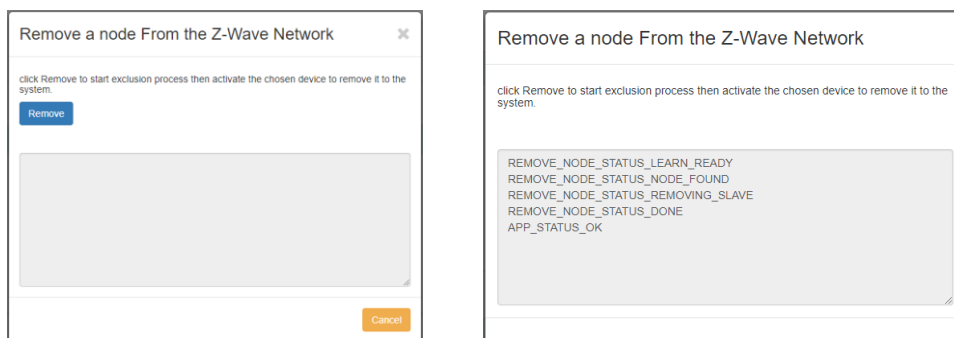 Remove a node From the Z-Wave Network
click Remove to start exclusion process then activate the chosen device to remove it to the
system.
Remove
Cancel
Remove a node From the Z-Wave Network
click Remove to start exclusion process then activate the chosen device to remove it to the
system.
REMOVE_NODE_STATUS_LEARN_READY
REMOVE_NODE_STATUS_NODE_FOUND
REMOVE_NODE_STATUS_REMOVING_SLAVE
REMOVE_NODE_STATUS_DONE
APP_STATUS_OK